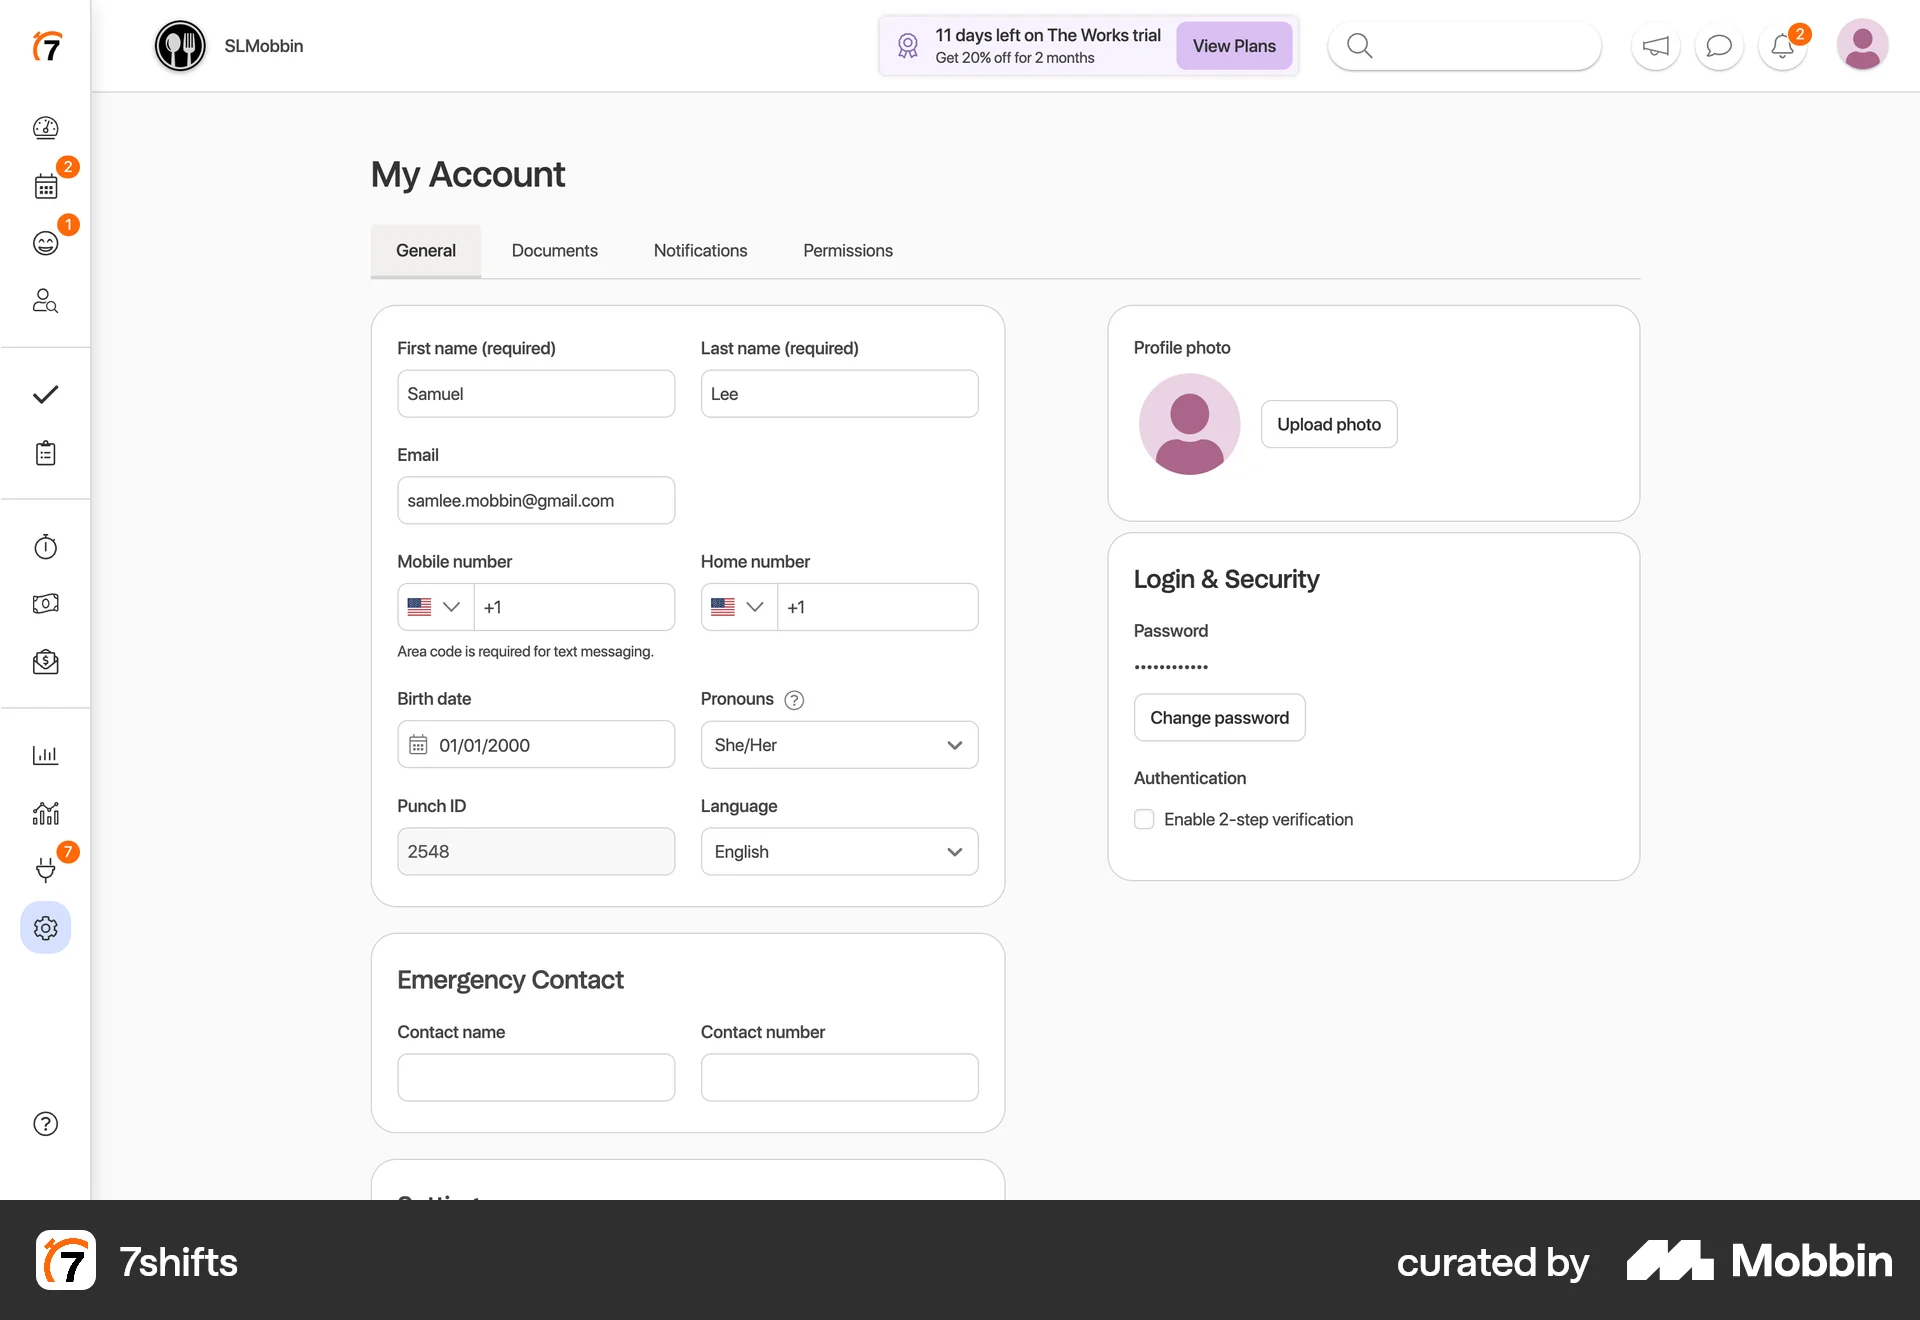 7
SLMobbin
11 days left on The Works trial
Get 20% off for 2 months
View Plans
2
2
1
7
My Account
General
Documents
Notifications
Permissions
First name (required)
Last name (required)
Samuel
Lee
Email
samlee.mobbin@gmail.com
Mobile number
Home number
+1
+1
Area code is required for text messaging.
Birth date
Pronouns ?
01/01/2000
She/Her
Punch ID
Language
2548
English
Profile photo
Upload photo
Login & Security
Password
••••••••••••
Change password
Authentication
Enable 2-step verification
Emergency Contact
Contact name
Contact number
?
7 7shifts
curated by Mobbin